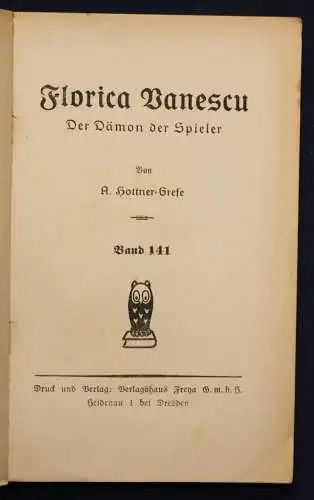 Florica Vanescu
Der Dämon der Spieler
Von
A. Hottner-Grefe
Band 141
Druck und Verlag: Verlagshaus Freya G. m. b. H.
Heidenau 1 bei Dresden